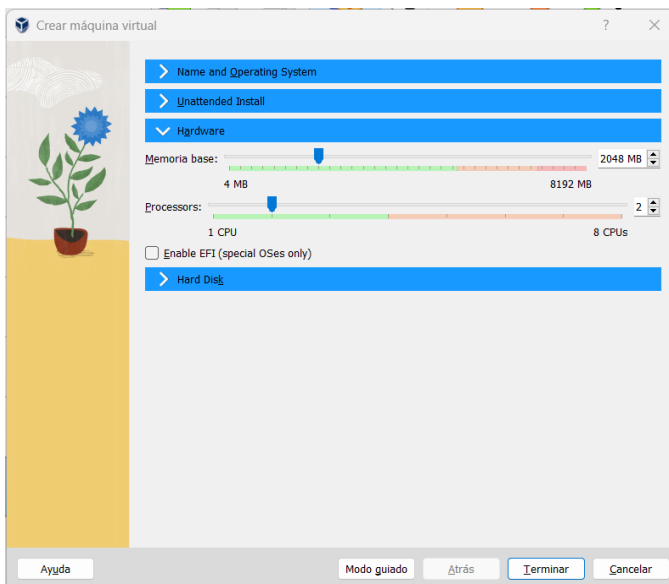 Crear máquina virtual
Name and Operating System
Unattended Install
Hardware
Memoria base: 2048 MB
4 MB 8192 MB
Processors: 2
1 CPU 8 CPUs
Enable EFI (special OSes only)
Hard Disk
Ayuda Modo guiado Atrás Terminar Cancelar